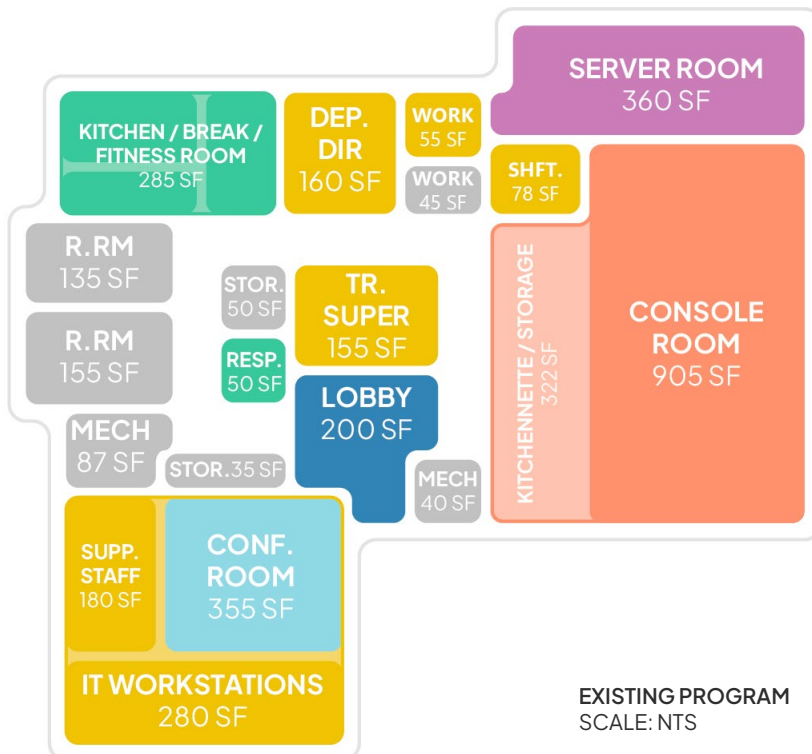 SERVER ROOM
360 SF
KITCHEN / BREAK /
FITNESS ROOM
285 SF
DEP.
DIR
160 SF
WORK
55 SF
WORK
45 SF
SHFT.
78 SF
R.RM
135 SF
STOR.
50 SF
TR.
SUPER
155 SF
KITCHENNETTE / STORAGE
322 SF
CONSOLE
ROOM
905 SF
R.RM
155 SF
RESP.
50 SF
LOBBY
200 SF
MECH
87 SF
STOR.35 SF
MECH
40 SF
SUPP.
STAFF
180 SF
CONF.
ROOM
355 SF
IT WORKSTATIONS
280 SF
EXISTING PROGRAM
SCALE: NTS